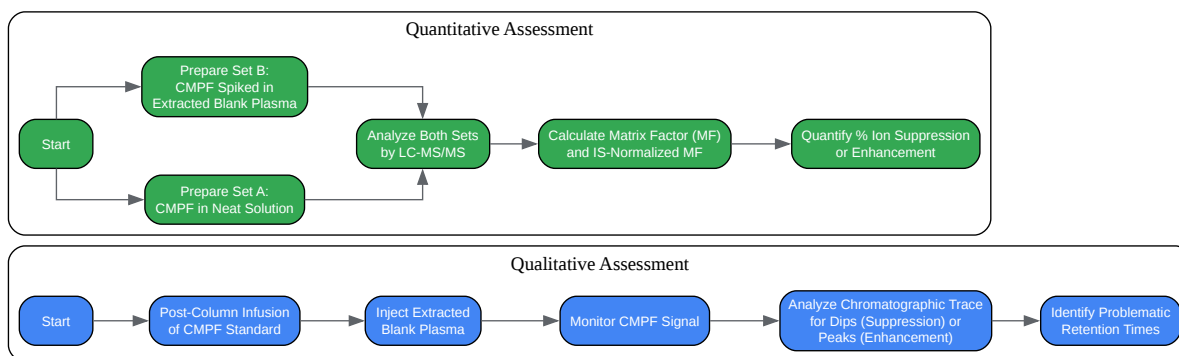 Quantitative Assessment
Start
Prepare Set B:
CMPF Spiked in
Extracted Blank Plasma
Prepare Set A:
CMPF in Neat Solution
Analyze Both Sets
by LC-MS/MS
Calculate Matrix Factor (MF)
and IS-Normalized MF
Quantify % Ion Suppression
or Enhancement
Qualitative Assessment
Start
Post-Column Infusion
of CMPF Standard
Inject Extracted
Blank Plasma
Monitor CMPF Signal
Analyze Chromatographic Trace
for Dips (Suppression) or
Peaks (Enhancement)
Identify Problematic
Retention Times